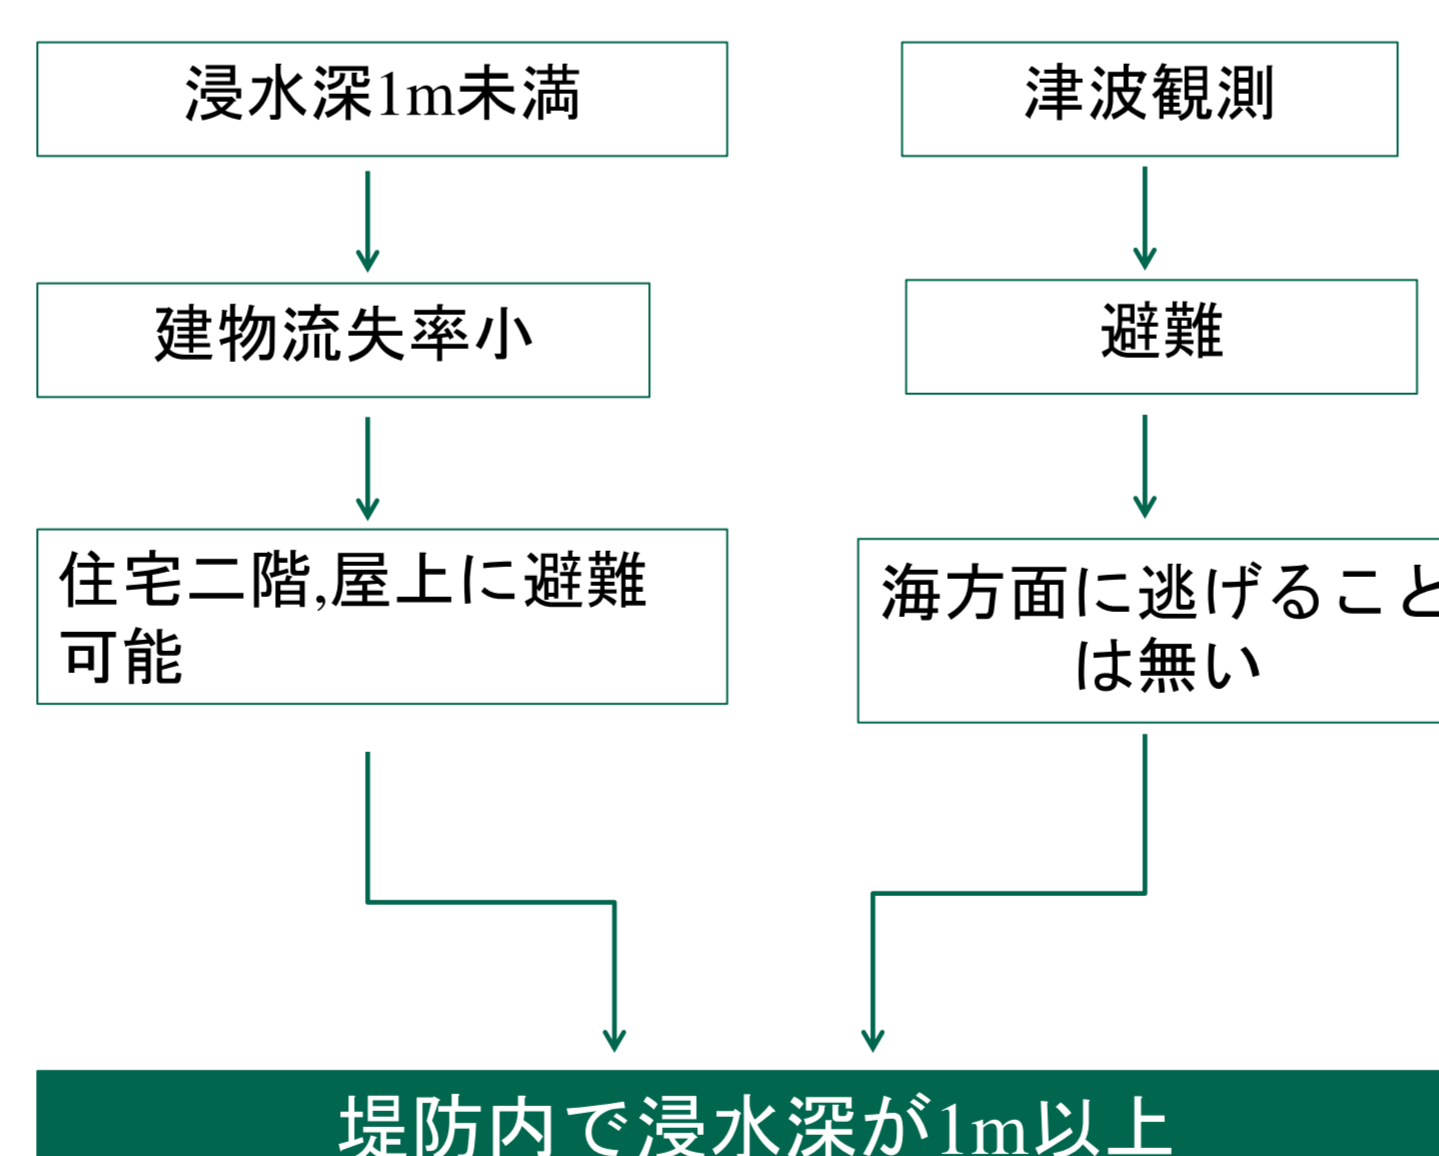 浸水深1m未満
建物流失率小
住宅二階,屋上に避難
可能
津波観測
避難
海方面に逃げること
は無い
堤防内で浸水深が1m以上